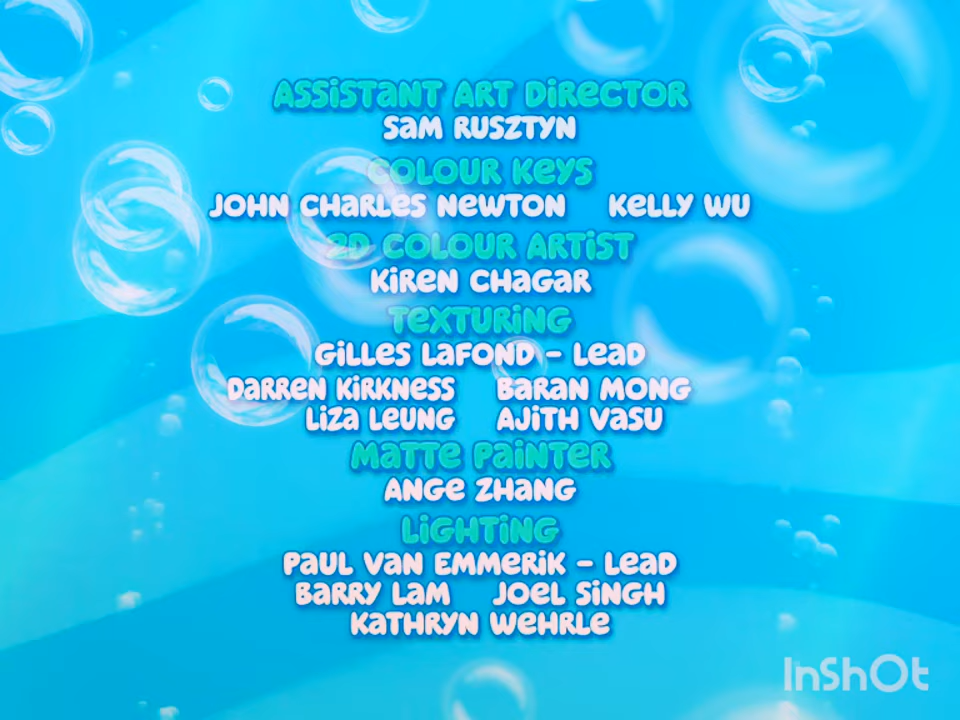 ASSISTANT ART DIRECTOR
SAM RUSZTYN
COLOUR KEYS
JOHN CHARLES NEWTON KELLY WU
2D COLOUR ARTIST
KIREN CHAGAR
TEXTURING
GILLES LAFOND - LEAD
DARREN KIRKNESS BARAN MONG
LIZA LEUNG AJITH VASU
MATTE PAINTER
ANGE ZHANG
LIGHTING
PAUL VAN EMMERIK - LEAD
BARRY LAM JOEL SINGH
KATHRYN WEHRLE
InShOt